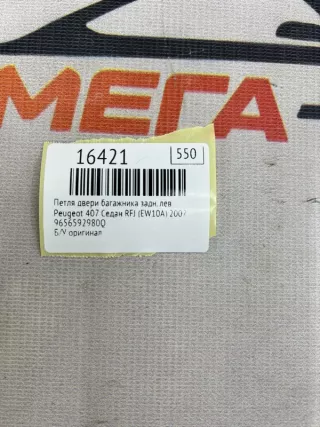 МЕГА
16421
550
Петля двери багажника задн.лев
Peugeot 407 Седан RFJ (EW10A) 2007
9656592980Q
Б/У оригинал